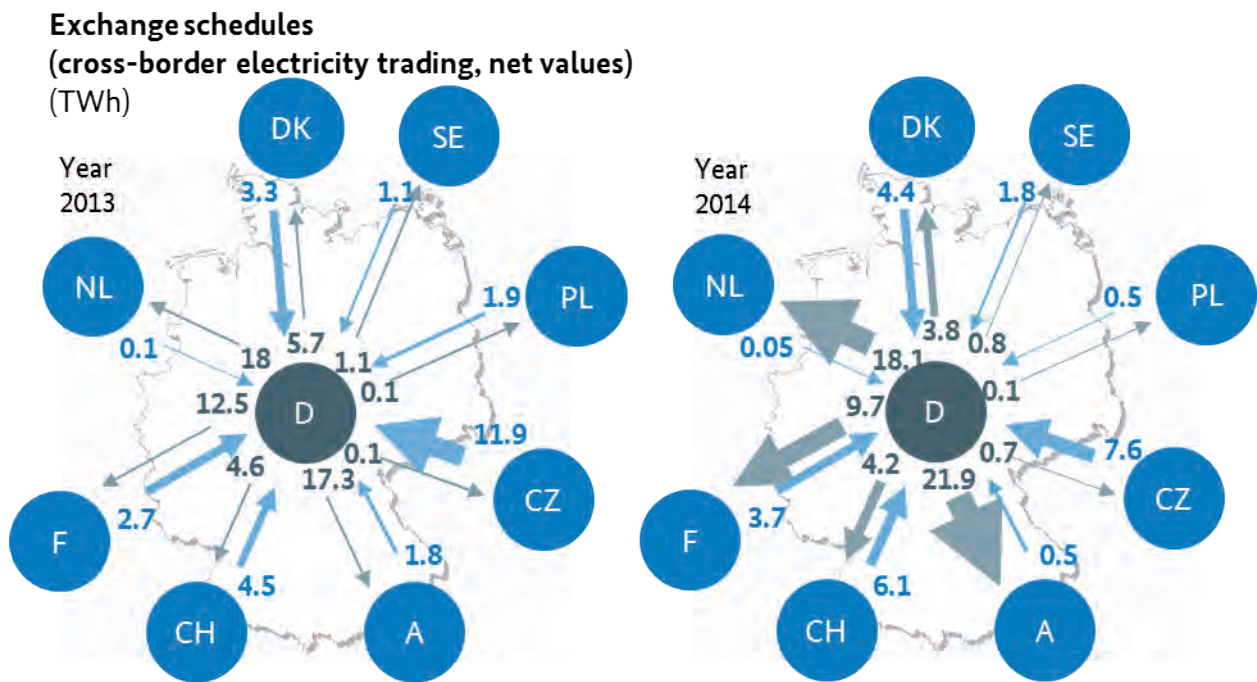 Exchange schedules
(cross-border electricity trading, net values)
(TWh)
Year
2013
DK
SE
3.3
1.1
NL
PL
1.9
0.1
18
5.7
1.1
0.1
12.5
D
11.9
4.6
17.3
0.1
CZ
F
2.7
4.5
1.8
CH
A
Year
2014
DK
SE
4.4
1.8
NL
PL
0.5
0.05
18.1
3.8
0.8
0.1
9.7
D
7.6
4.2
21.9
0.7
CZ
F
3.7
6.1
0.5
CH
A